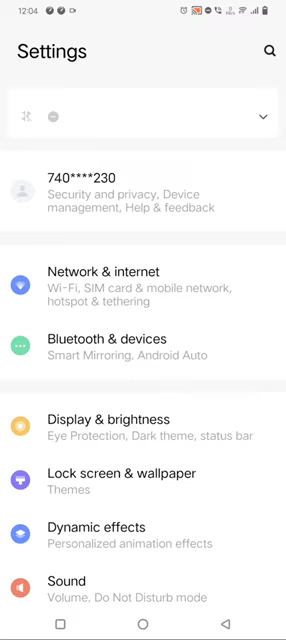 12:04
Settings
740****230
Security and privacy, Device
management, Help & feedback
Network & internet
Wi-Fi, SIM card & mobile network,
hotspot & tethering
Bluetooth & devices
Smart Mirroring, Android Auto
Display & brightness
Eye Protection, Dark theme, status bar
Lock screen & wallpaper
Themes
Dynamic effects
Personalized animation effects
Sound
Volume, Do Not Disturb mode